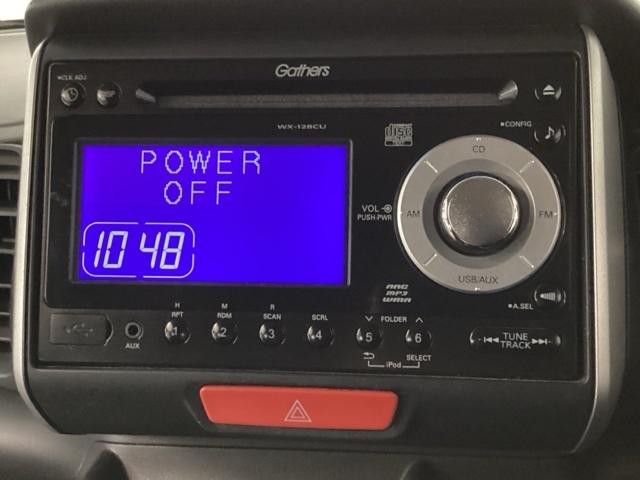 Gathers
CLK ADJ
WX-128CU
DISC
TEXT
CONFIG
POWER
OFF
10 48
CD
AM
FM
USB/AUX
VOL
PUSH-PWR
AAC
MP3
WMA
A.SEL
AUX
H
RPT
1
M
RDM
2
R
SCAN
3
SCRL
4
FOLDER
5
6
iPod
SELECT
TUNE
TRACK